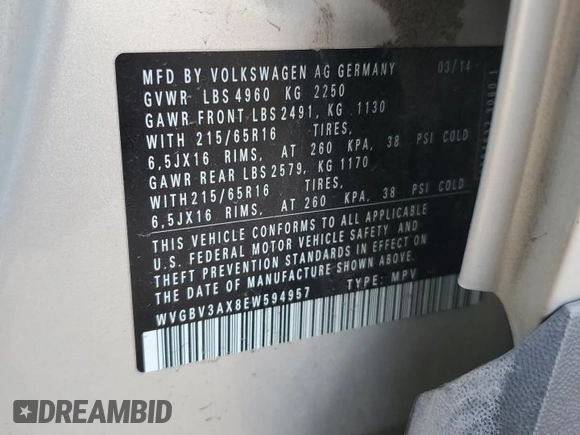 MFD BY VOLKSWAGEN AG GERMANY 03/14
GVWR LBS 4960 KG 2250
GAWR FRONT LBS 2491, KG 1130
WITH 215/65R16 TIRES,
6,5JX16 RIMS, AT 260 KPA, 38 PSI COLD
GAWR REAR LBS 2579, KG 1170
WITH 215/65R16 TIRES,
6,5JX16 RIMS, AT 260 KPA, 38 PSI COLD
THIS VEHICLE CONFORMS TO ALL APPLICABLE
U.S. FEDERAL MOTOR VEHICLE SAFETY AND
THEFT PREVENTION STANDARDS IN EFFECT ON
THE DATE OF MANUFACTURE SHOWN ABOVE.
WVGBV3AX8EW594957 TYPE: MPV
DREAMBID